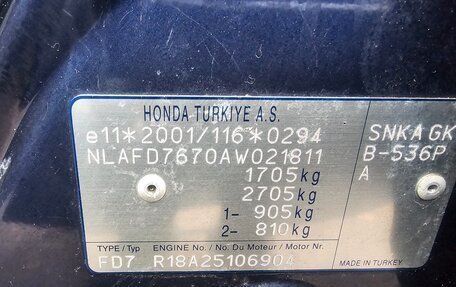 HONDA TURKIYE A.S.
e11*2001/116*0294 SNKA GK
NLAFD7670AW021811 B-536P
1705kg A
2705kg
1- 905kg
2- 810kg
TYPE / Typ ENGINE No. / No. Du Moteur / Motor Nr.
FD7 R18A25106904 MADE IN TURKEY